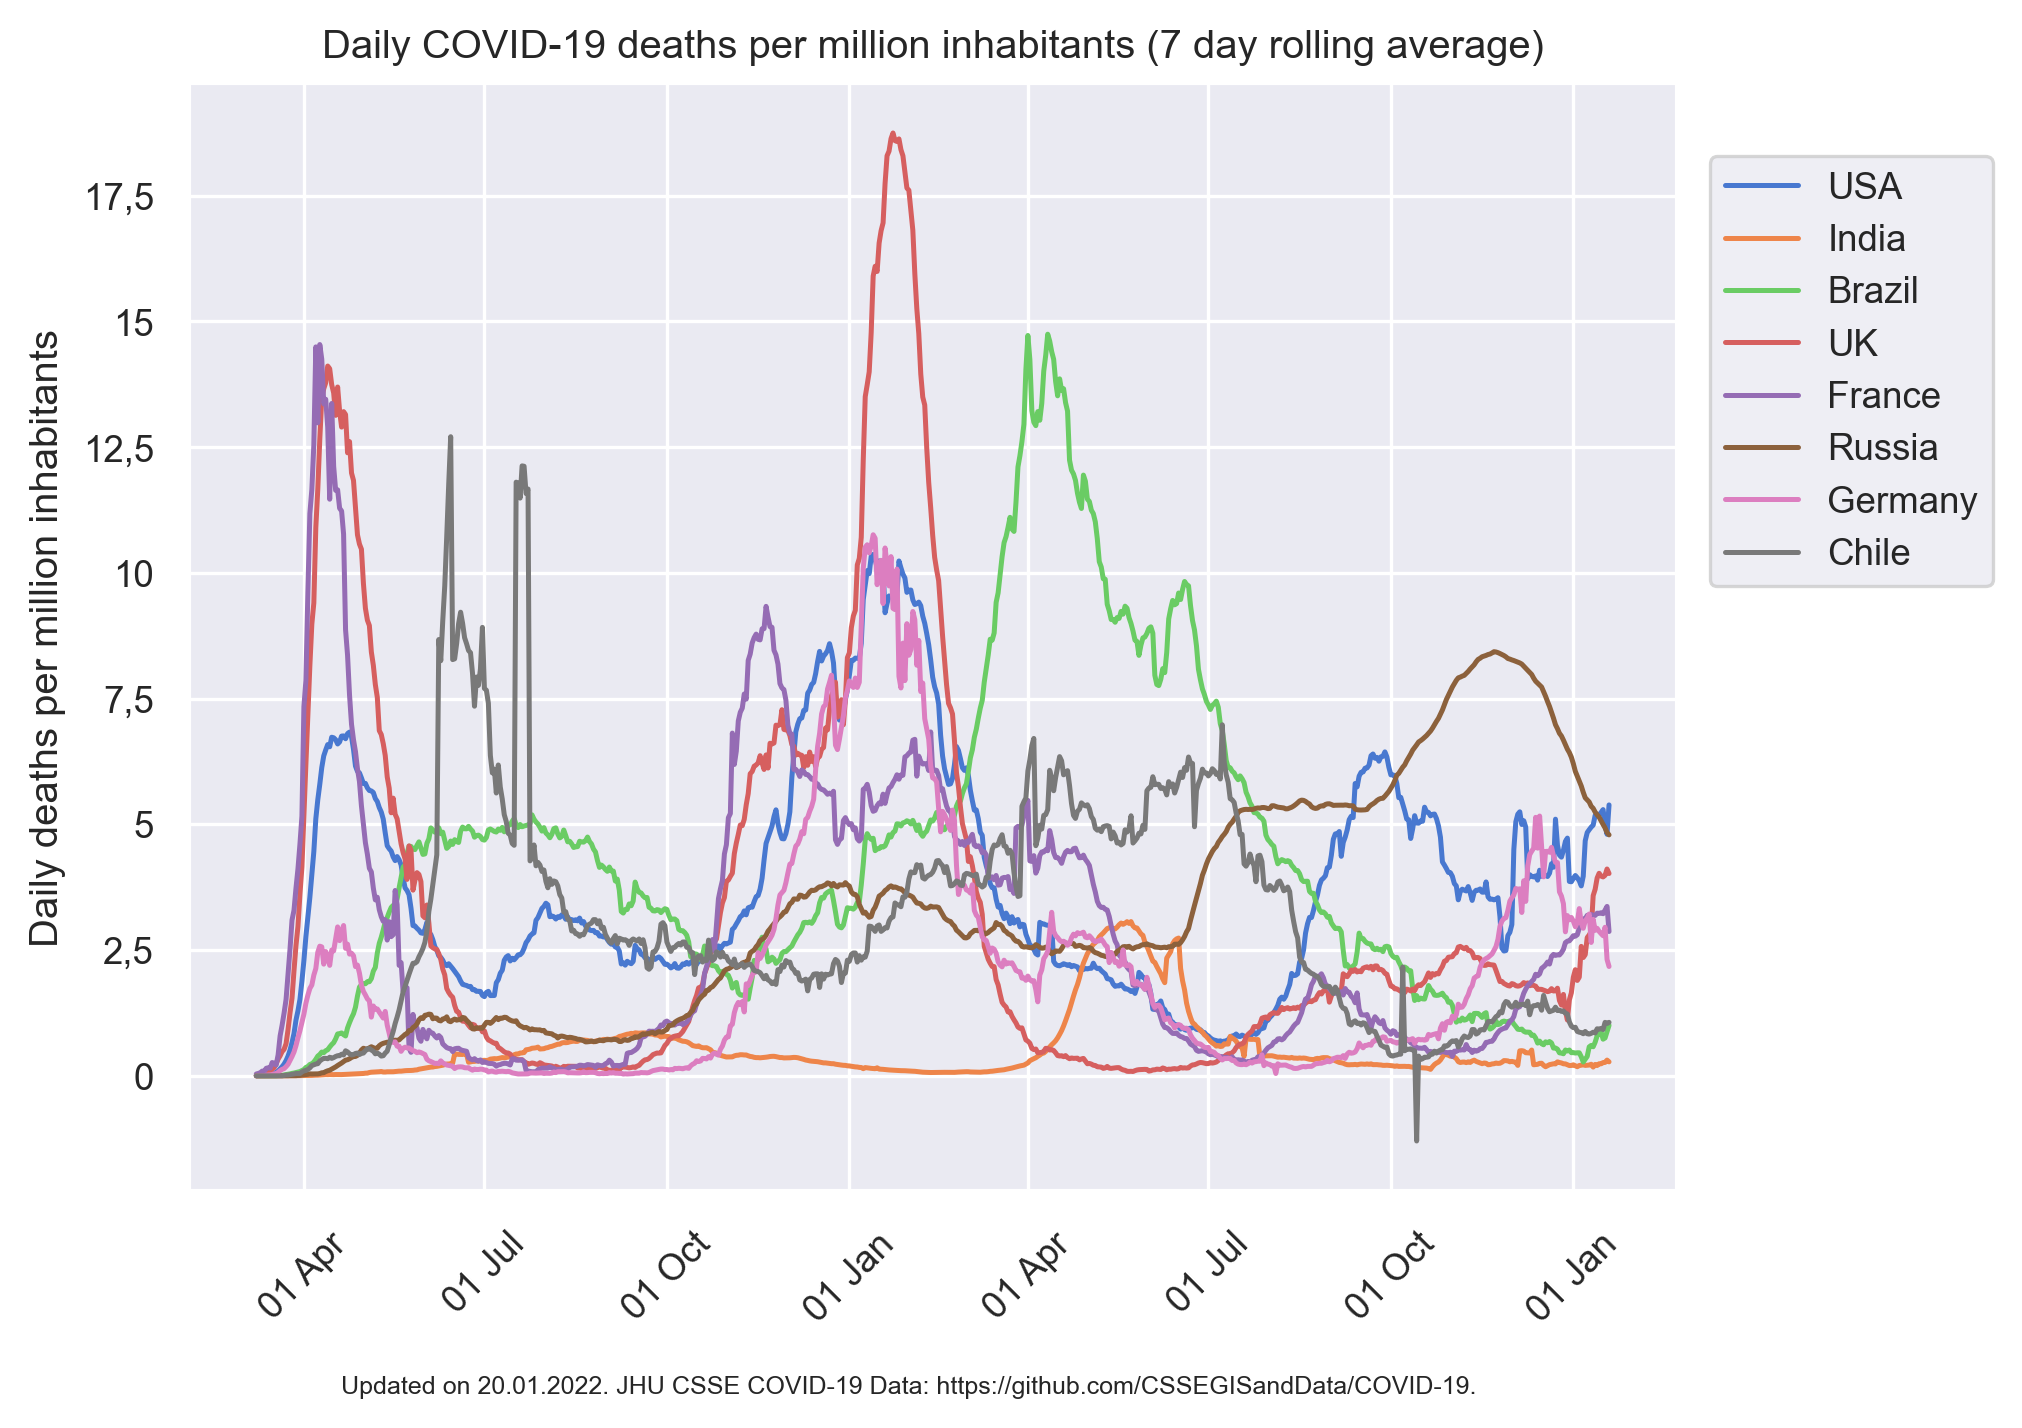 Daily COVID-19 deaths per million inhabitants (7 day rolling average)
Daily deaths per million inhabitants
17,5
15
12,5
10
7,5
5
2,5
0
01 Apr
01 Jul
01 Oct
01 Jan
01 Apr
01 Jul
01 Oct
01 Jan
USA
India
Brazil
UK
France
Russia
Germany
Chile
Updated on 20.01.2022. JHU CSSE COVID-19 Data: https://github.com/CSSEGISandData/COVID-19.